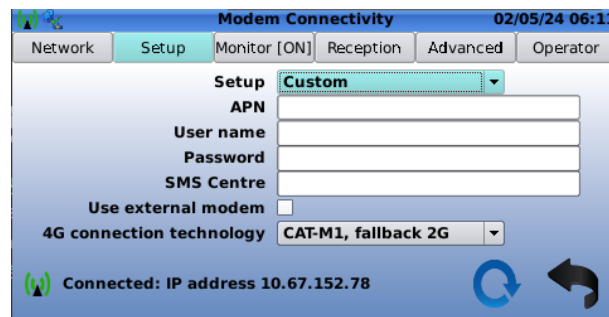 Modem Connectivity 02/05/24 06:11
Network Setup Monitor [ON] Reception Advanced Operator
Setup Custom
APN
User name
Password
SMS Centre
Use external modem
4G connection technology CAT-M1, fallback 2G
Connected: IP address 10.67.152.78